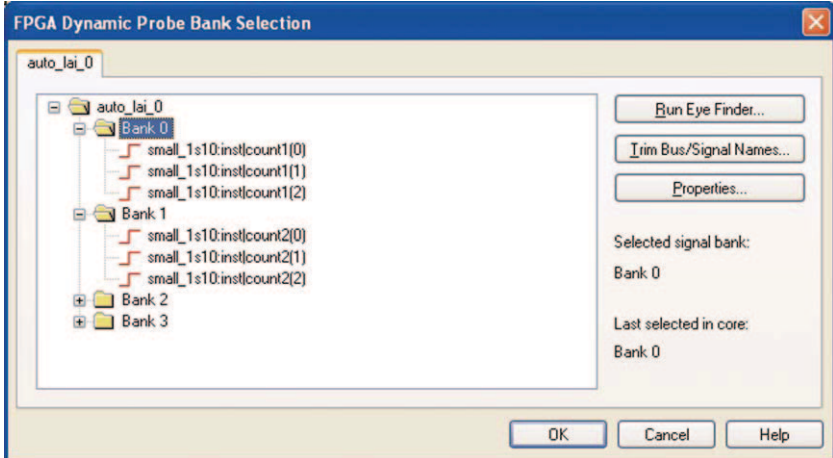 FPGA Dynamic Probe Bank Selection
auto_lai_0
auto_lai_0
Bank 0
small_1s10:inst|count1(0)
small_1s10:inst|count1(1)
small_1s10:inst|count1(2)
Bank 1
small_1s10:inst|count2(0)
small_1s10:inst|count2(1)
small_1s10:inst|count2(2)
Bank 2
Bank 3
Run Eye Finder...
Trim Bus/Signal Names...
Properties...
Selected signal bank:
Bank 0
Last selected in core:
Bank 0
OK
Cancel
Help